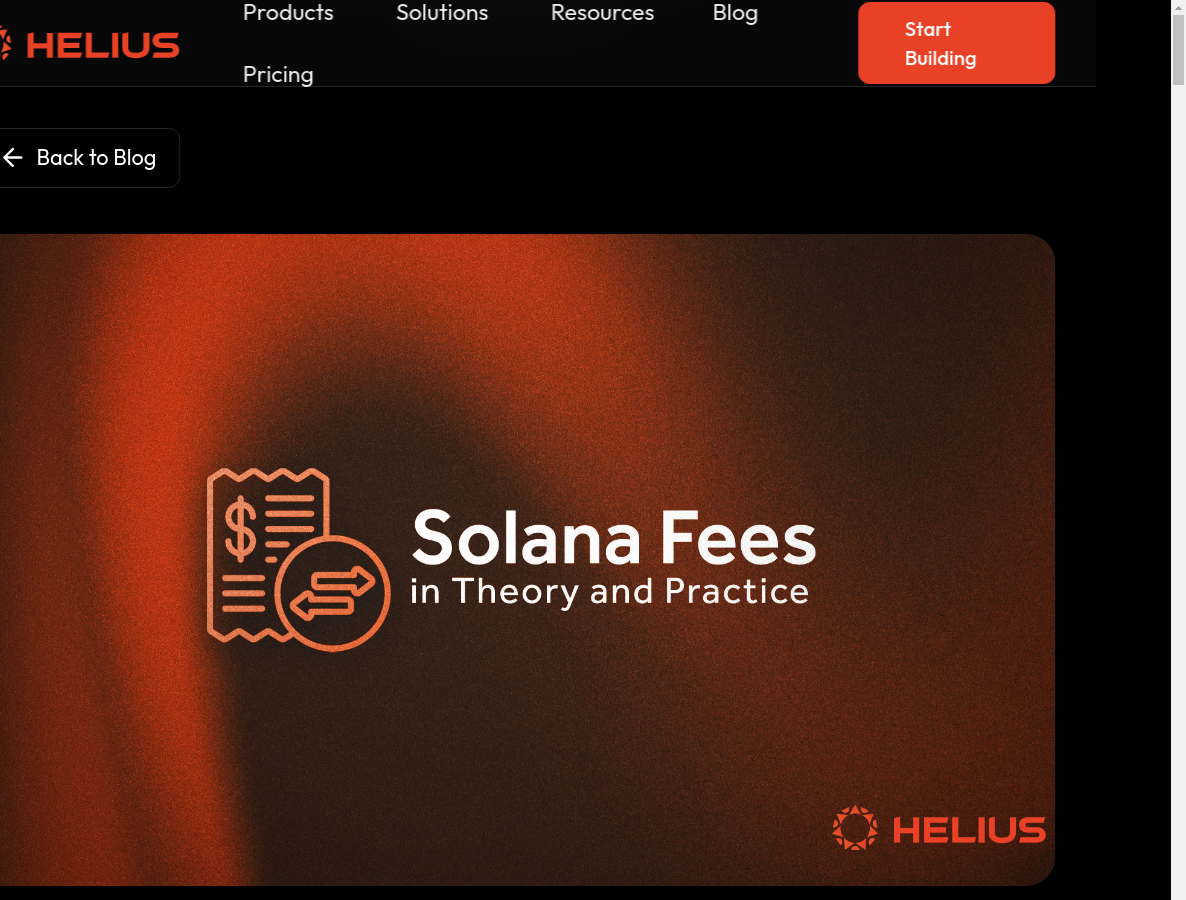 HELIUS
Products Solutions Resources Blog
Pricing
Start
Building
Back to Blog
$
Solana Fees
in Theory and Practice
HELIUS